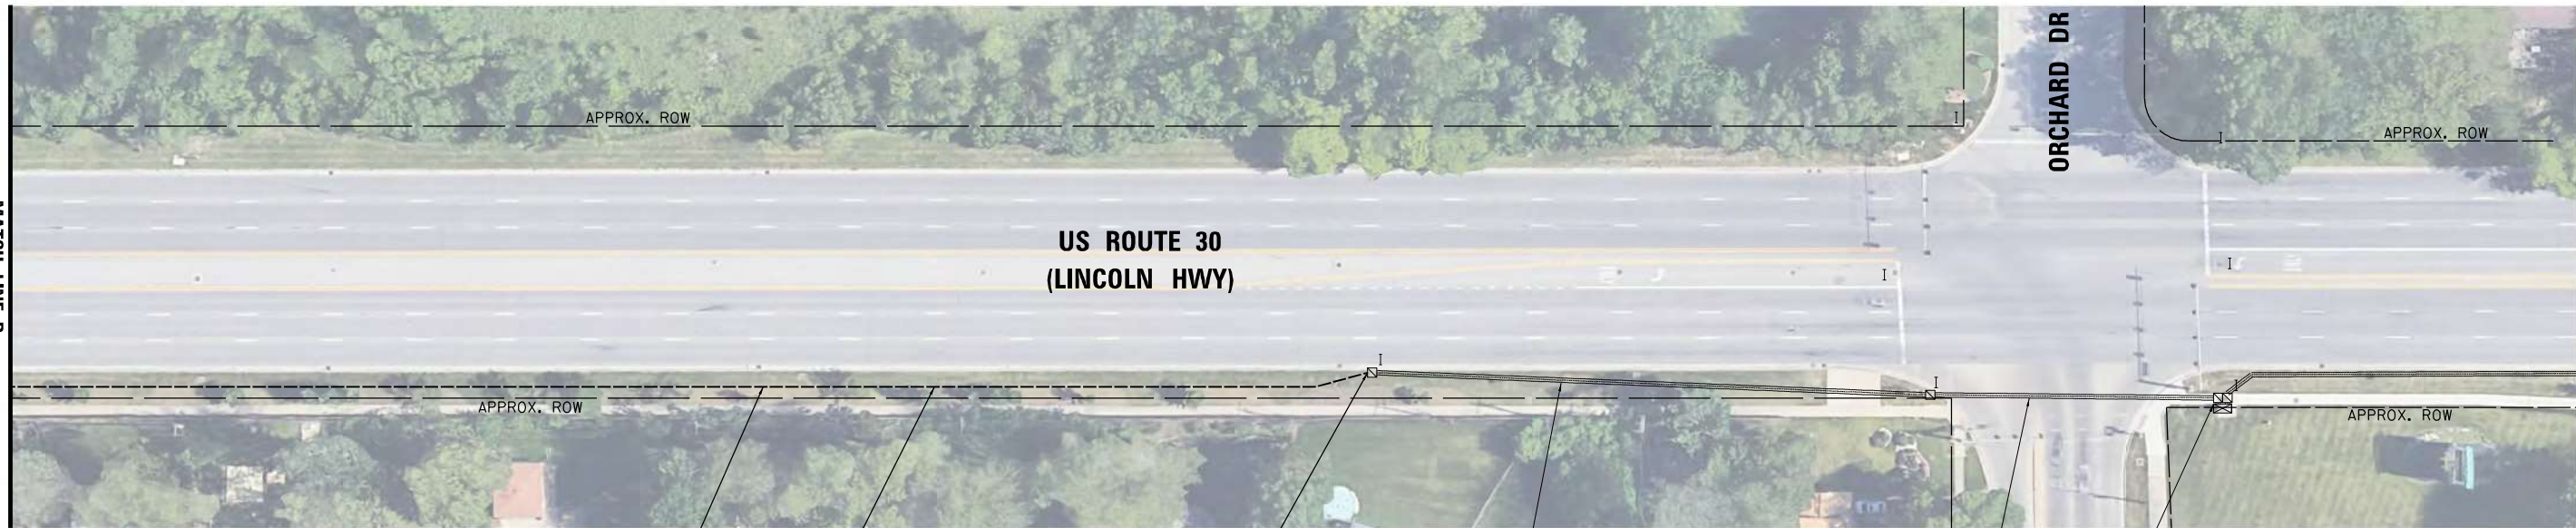 ORCHARD DR
APPROX. ROW
APPROX. ROW
US ROUTE 30
(LINCOLN HWY)
I
I
I
I
I
I
I
APPROX. ROW
APPROX. ROW